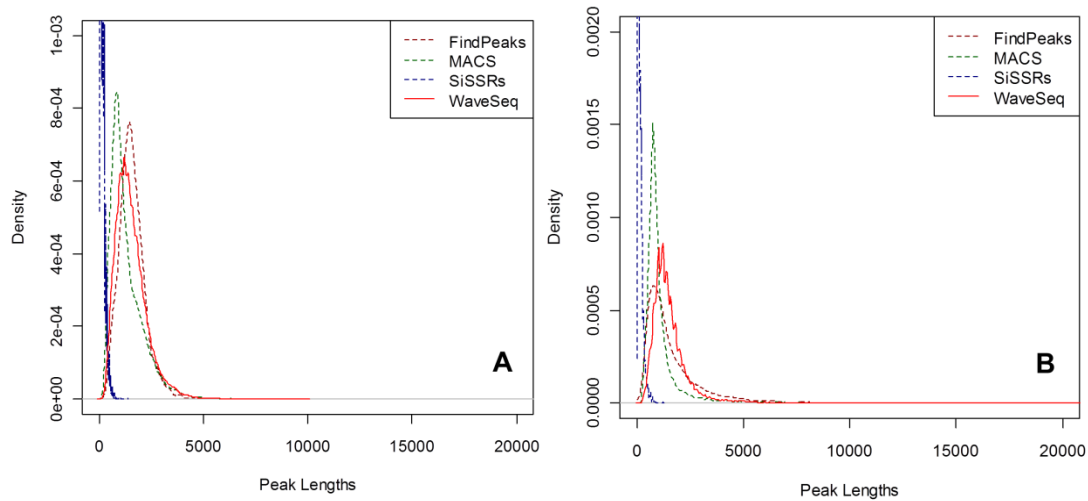 1e-03
8e-04
6e-04
4e-04
2e-04
0e+00
Density
FindPeaks
MACS
SiSSRs
WaveSeq
A
0 5000 10000 15000 20000
Peak Lengths
0.0020
0.0015
0.0010
0.0005
0.0000
Density
FindPeaks
MACS
SiSSRs
WaveSeq
B
0 5000 10000 15000 20000
Peak Lengths